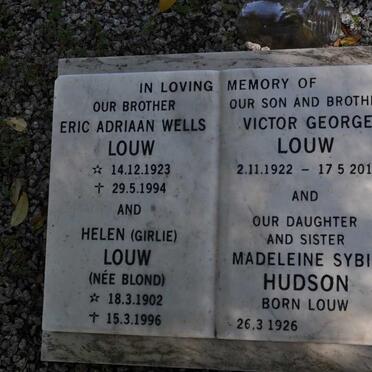 IN LOVING MEMORY OF
OUR BROTHER
ERIC ADRIAAN WELLS
LOUW
☆ 14.12.1923
† 29.5.1994
AND
HELEN (GIRLIE)
LOUW
(NÉE BLOND)
☆ 18.3.1902
† 15.3.1996
OUR SON AND BROTHE
VICTOR GEORGE
LOUW
2.11.1922 – 17 5 201
AND
OUR DAUGHTER
AND SISTER
MADELEINE SYBI
HUDSON
BORN LOUW
26.3 1926